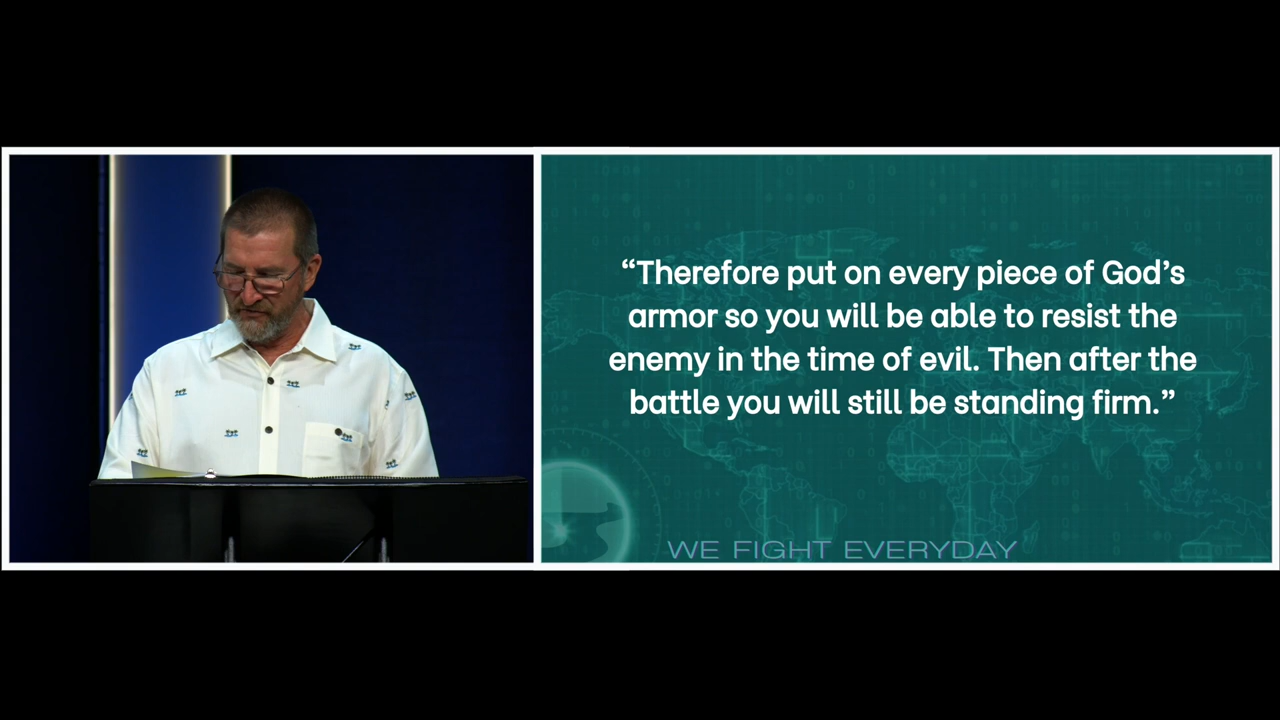 “Therefore put on every piece of God’s
armor so you will be able to resist the
enemy in the time of evil. Then after the
battle you will still be standing firm.”
WE FIGHT EVERYDAY